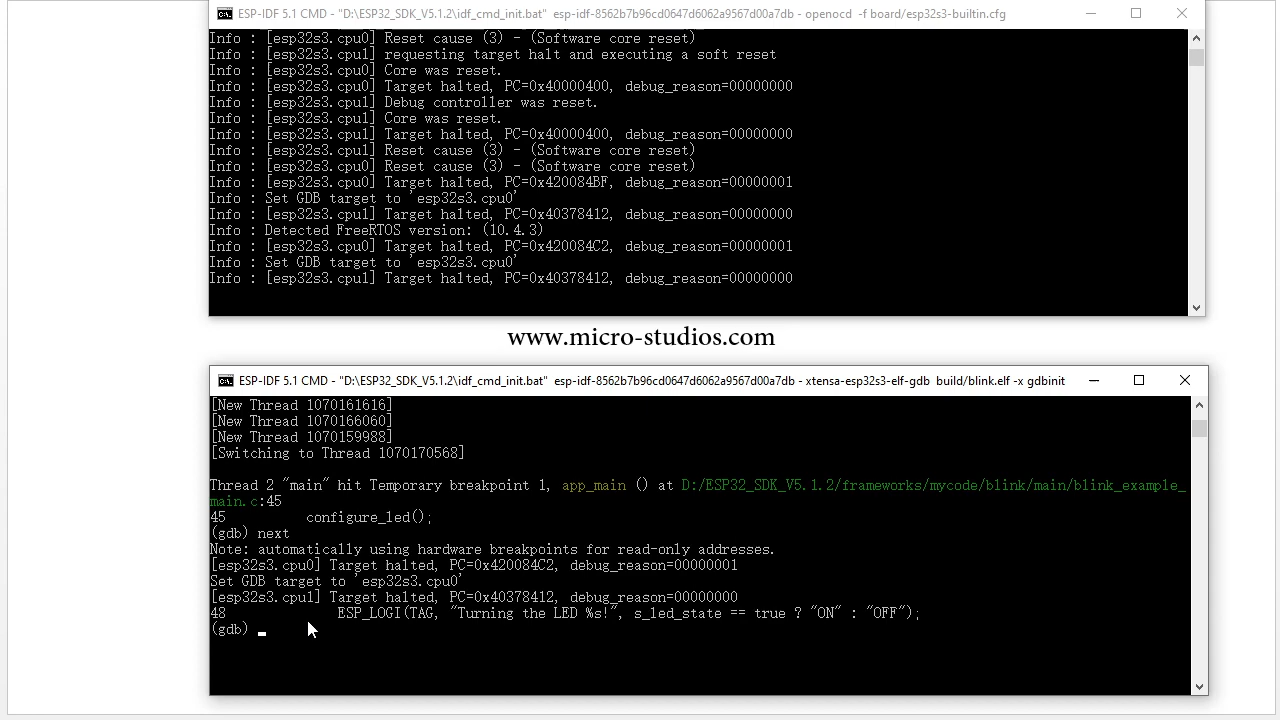 ESP-IDF 5.1 CMD - "D:\ESP32_SDK_V5.1.2\idf_cmd_init.bat"  esp-idf-8562b7b96cd0647d6062a9567d00a7db - openocd  -f board/esp32s3-builtin.cfg
Info : [esp32s3.cpu0] Reset cause (3) - (Software core reset)
Info : [esp32s3.cpu1] requesting target halt and executing a soft reset
Info : [esp32s3.cpu0] Core was reset.
Info : [esp32s3.cpu0] Target halted, PC=0x40000400, debug_reason=00000000
Info : [esp32s3.cpu1] Debug controller was reset.
Info : [esp32s3.cpu1] Core was reset.
Info : [esp32s3.cpu1] Target halted, PC=0x40000400, debug_reason=00000000
Info : [esp32s3.cpu1] Reset cause (3) - (Software core reset)
Info : [esp32s3.cpu0] Reset cause (3) - (Software core reset)
Info : [esp32s3.cpu0] Target halted, PC=0x420084BF, debug_reason=00000001
Info : Set GDB target to 'esp32s3.cpu0'
Info : [esp32s3.cpu1] Target halted, PC=0x40378412, debug_reason=00000000
Info : Detected FreeRTOS version: (10.4.3)
Info : [esp32s3.cpu0] Target halted, PC=0x420084C2, debug_reason=00000001
Info : Set GDB target to 'esp32s3.cpu0'
Info : [esp32s3.cpu1] Target halted, PC=0x40378412, debug_reason=00000000
www.micro-studios.com
ESP-IDF 5.1 CMD - "D:\ESP32_SDK_V5.1.2\idf_cmd_init.bat"  esp-idf-8562b7b96cd0647d6062a9567d00a7db - xtensa-esp32s3-elf-gdb  build/blink.elf -x gdbinit
[New Thread 1070161616]
[New Thread 1070166060]
[New Thread 1070159988]
[Switching to Thread 1070170568]
Thread 2 "main" hit Temporary breakpoint 1, app_main () at D:/ESP32_SDK_V5.1.2/frameworks/mycode/blink/main/blink_example_
main.c:45
45          configure_led();
(gdb) next
Note: automatically using hardware breakpoints for read-only addresses.
[esp32s3.cpu0] Target halted, PC=0x420084C2, debug_reason=00000001
Set GDB target to 'esp32s3.cpu0'
[esp32s3.cpu1] Target halted, PC=0x40378412, debug_reason=00000000
48              ESP_LOGI(TAG, "Turning the LED %s!", s_led_state == true ? "ON" : "OFF");
(gdb)